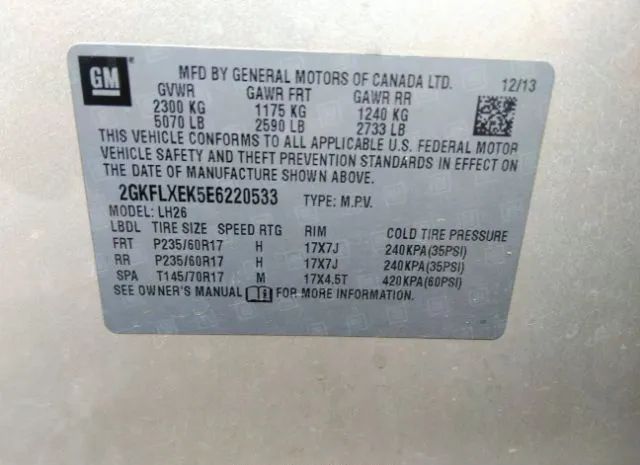 GM
MFD BY GENERAL MOTORS OF CANADA LTD. 12/13
GVWR GAWR FRT GAWR RR
2300 KG 1175 KG 1240 KG
5070 LB 2590 LB 2733 LB
THIS VEHICLE CONFORMS TO ALL APPLICABLE U.S. FEDERAL MOTOR
VEHICLE SAFETY AND THEFT PREVENTION STANDARDS IN EFFECT ON
THE DATE OF MANUFACTURE SHOWN ABOVE.
2GKFLXEK5E6220533 TYPE: M.P.V.
MODEL: LH26
LBDL TIRE SIZE SPEED RTG RIM COLD TIRE PRESSURE
FRT P235/60R17 H 17X7J 240KPA(35PSI)
RR P235/60R17 H 17X7J 240KPA(35PSI)
SPA T145/70R17 M 17X4.5T 420KPA(60PSI)
SEE OWNER'S MANUAL FOR MORE INFORMATION.